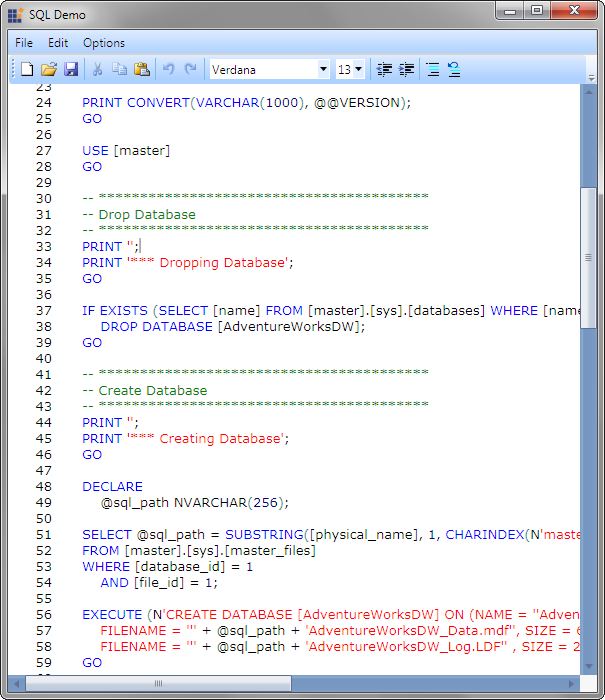 SQL Demo
File Edit Options
Verdana 13
23
24 PRINT CONVERT(VARCHAR(1000), @@VERSION);
25 GO
26
27 USE [master]
28 GO
29
30 -- ****************************************
31 -- Drop Database
32 -- ****************************************
33 PRINT '';
34 PRINT '*** Dropping Database';
35 GO
36
37 IF EXISTS (SELECT [name] FROM [master].[sys].[databases] WHERE [name
38 DROP DATABASE [AdventureWorksDW];
39 GO
40
41 -- ****************************************
42 -- Create Database
43 -- ****************************************
44 PRINT '';
45 PRINT '*** Creating Database';
46 GO
47
48 DECLARE
49 @sql_path NVARCHAR(256);
50
51 SELECT @sql_path = SUBSTRING([physical_name], 1, CHARINDEX(N'maste
52 FROM [master].[sys].[master_files]
53 WHERE [database_id] = 1
54 AND [file_id] = 1;
55
56 EXECUTE (N'CREATE DATABASE [AdventureWorksDW] ON (NAME = ''Adven
57 FILENAME = ''' + @sql_path + 'AdventureWorksDW_Data.mdf'', SIZE = 6
58 FILENAME = ''' + @sql_path + 'AdventureWorksDW_Log.LDF'' , SIZE = 2
59 GO